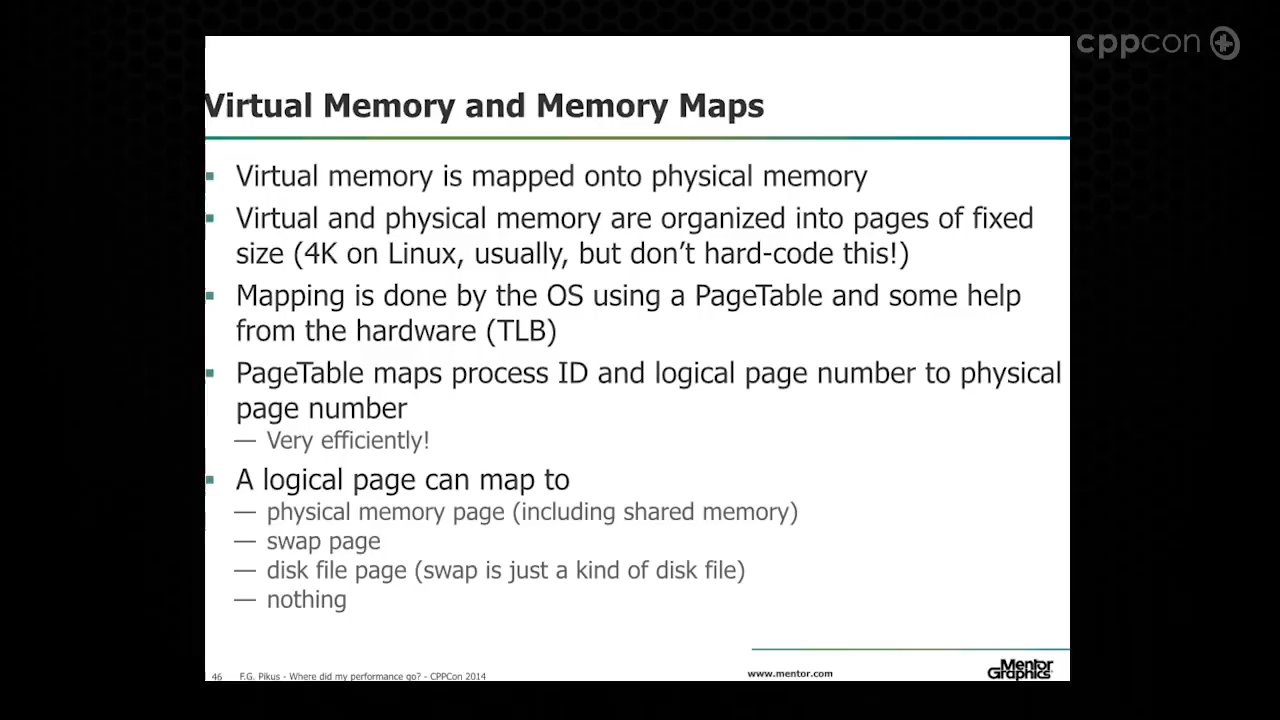 cppcon
Virtual Memory and Memory Maps
Virtual memory is mapped onto physical memory
Virtual and physical memory are organized into pages of fixed
size (4K on Linux, usually, but don’t hard-code this!)
Mapping is done by the OS using a PageTable and some help
from the hardware (TLB)
PageTable maps process ID and logical page number to physical
page number
— Very efficiently!
A logical page can map to
— physical memory page (including shared memory)
— swap page
— disk file page (swap is just a kind of disk file)
— nothing
46 F.G. Pikus - Where did my performance go? - CPPCon 2014
www.mentor.com
Mentor
Graphics